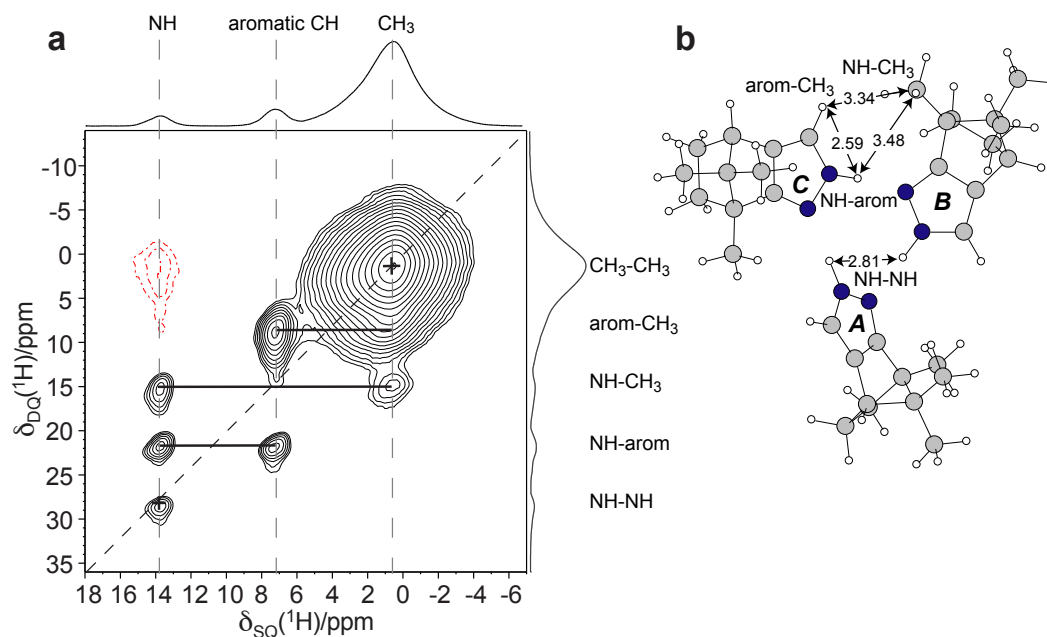 a
NH
aromatic CH
CH₃
-10
-5
0
5
10
15
20
25
30
35
δDQ(¹H)/ppm
18 16 14 12 10 8 6 4 2 0 -2 -4 -6
δSQ(¹H)/ppm
CH₃-CH₃
arom-CH₃
NH-CH₃
NH-arom
NH-NH
b
NH-CH₃
arom-CH₃
3.34
2.59
3.48
C
NH-arom
B
2.81
NH-NH
A